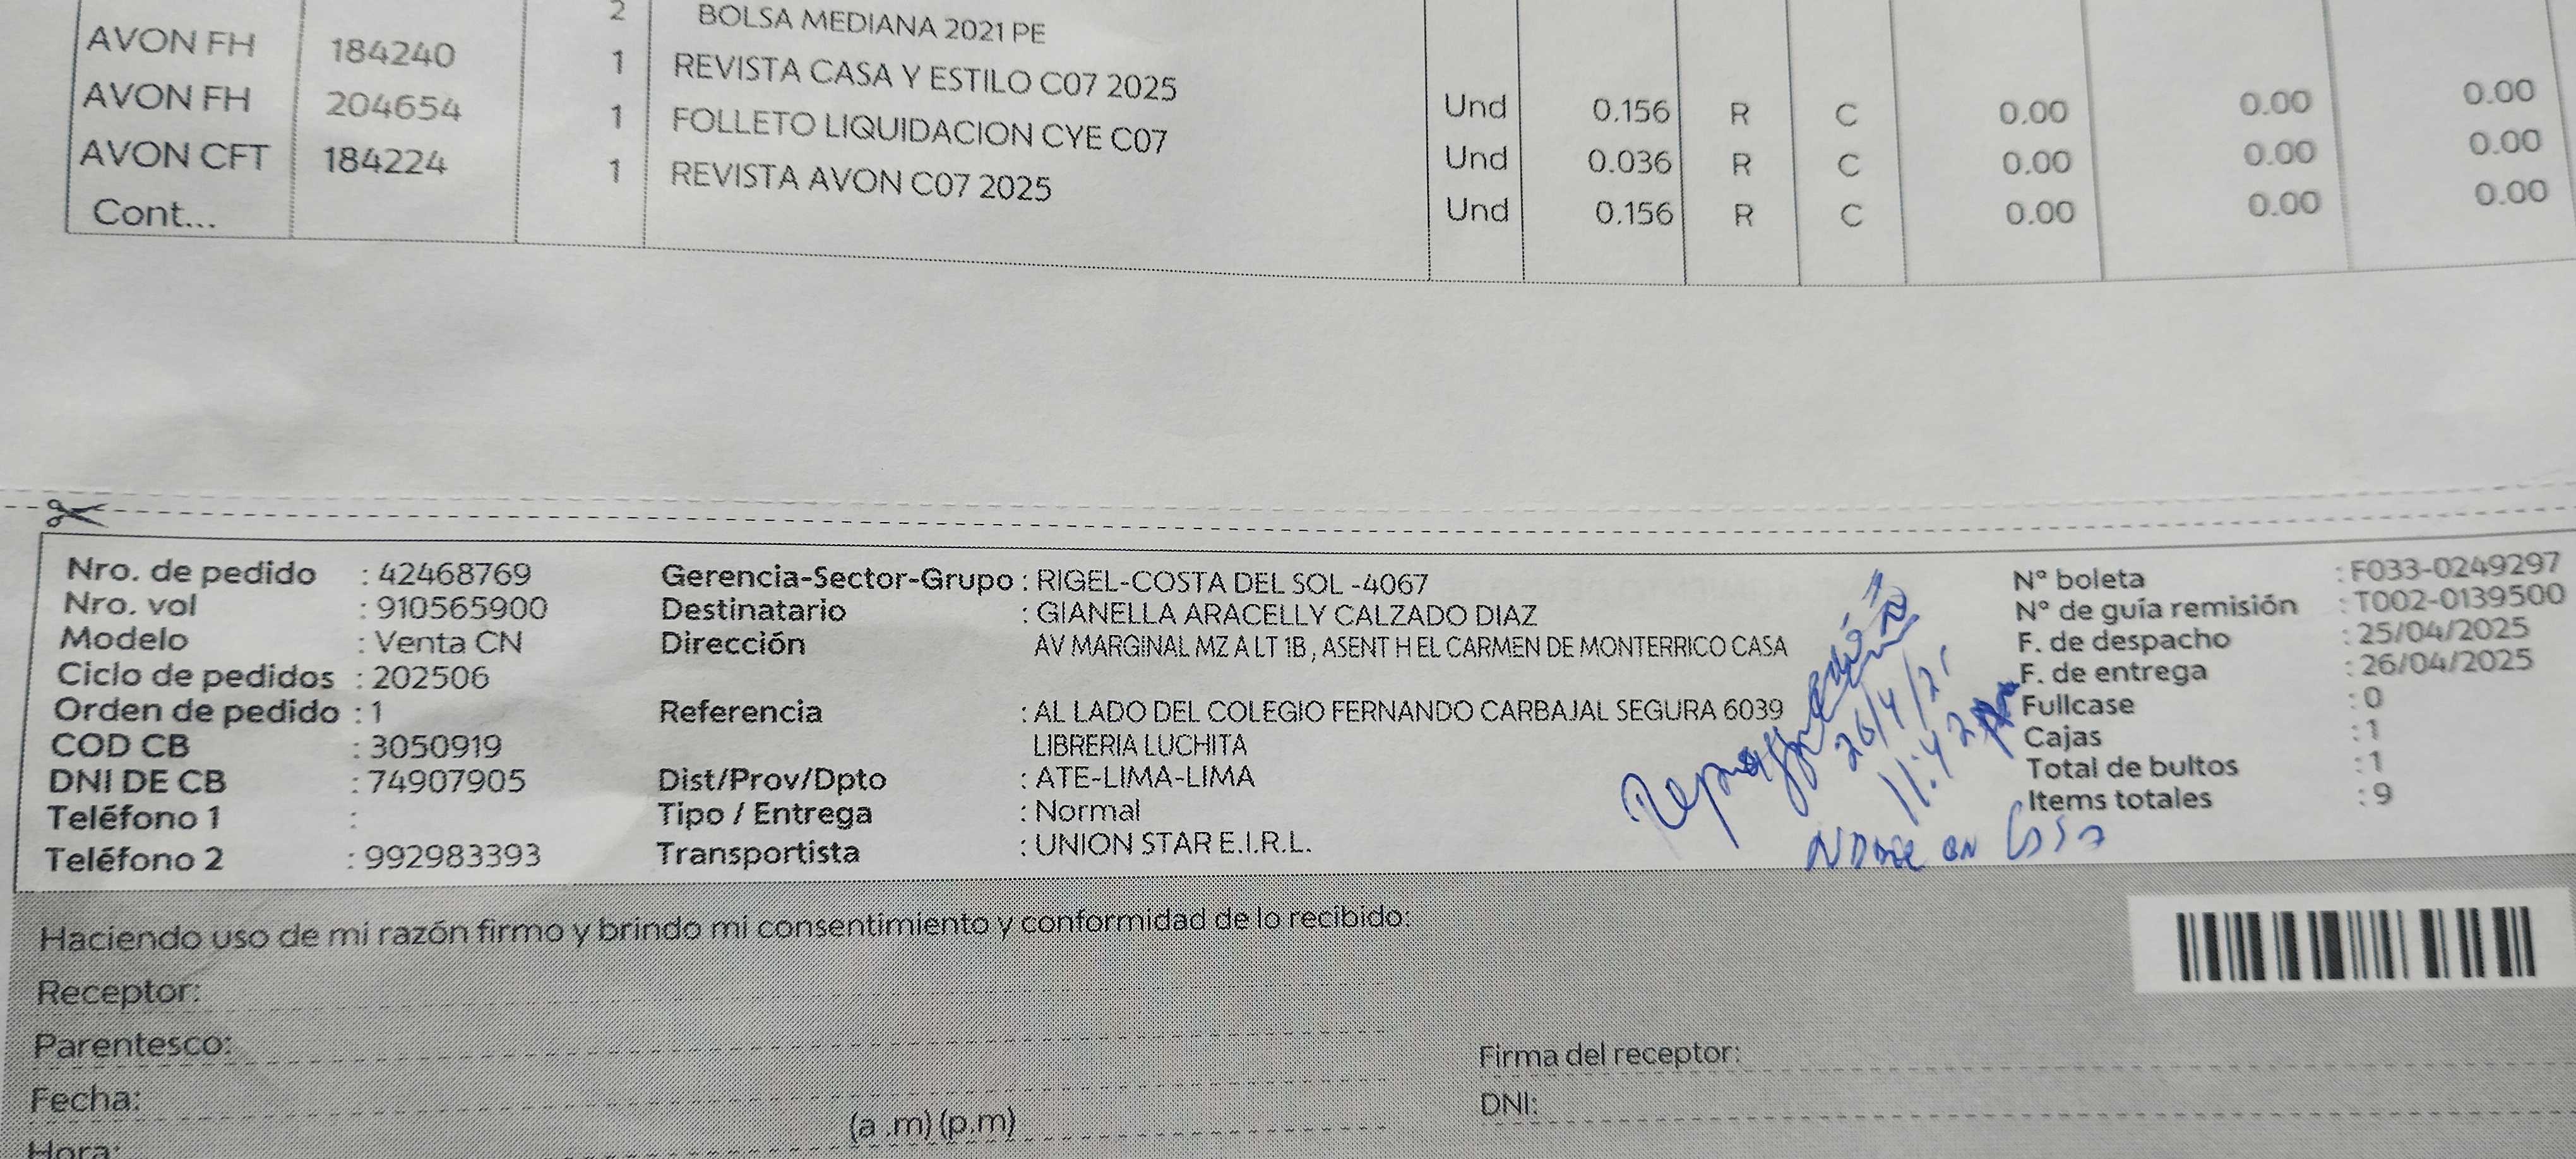 2 BOLSA MEDIANA 2021 PE
AVON FH 184240 1 REVISTA CASA Y ESTILO C07 2025 Und 0.156 R C 0.00 0.00 0.00
AVON FH 204654 1 FOLLETO LIQUIDACION CYE C07 Und 0.036 R C 0.00 0.00 0.00
AVON CFT 184224 1 REVISTA AVON C07 2025 Und 0.156 R C 0.00 0.00 0.00
Cont...
Nro. de pedido : 42468769
Nro. vol : 910565900
Modelo : Venta CN
Ciclo de pedidos : 202506
Orden de pedido : 1
COD CB : 3050919
DNI DE CB : 74907905
Teléfono 1 :
Teléfono 2 : 992983393
Gerencia-Sector-Grupo : RIGEL-COSTA DEL SOL -4067
Destinatario : GIANELLA ARACELLY CALZADO DIAZ
Dirección AV MARGINAL MZ A LT 1B , ASENT H EL CARMEN DE MONTERRICO CASA
Referencia : AL LADO DEL COLEGIO FERNANDO CARBAJAL SEGURA 6039
LIBRERIA LUCHITA
Dist/Prov/Dpto : ATE-LIMA-LIMA
Tipo / Entrega : Normal
Transportista : UNION STAR E.I.R.L.
26/4/2
11:42
N° boleta : F033-0249297
N° de guía remisión : T002-0139500
F. de despacho : 25/04/2025
F. de entrega : 26/04/2025
Fullcase : 0
Cajas : 1
Total de bultos : 1
Items totales : 9
Haciendo uso de mi razón firmo y brindo mi consentimiento y conformidad de lo recibido:
Receptor:
Parentesco:
Fecha:
Hora: (a .m) (p.m)
Firma del receptor:
DNI: